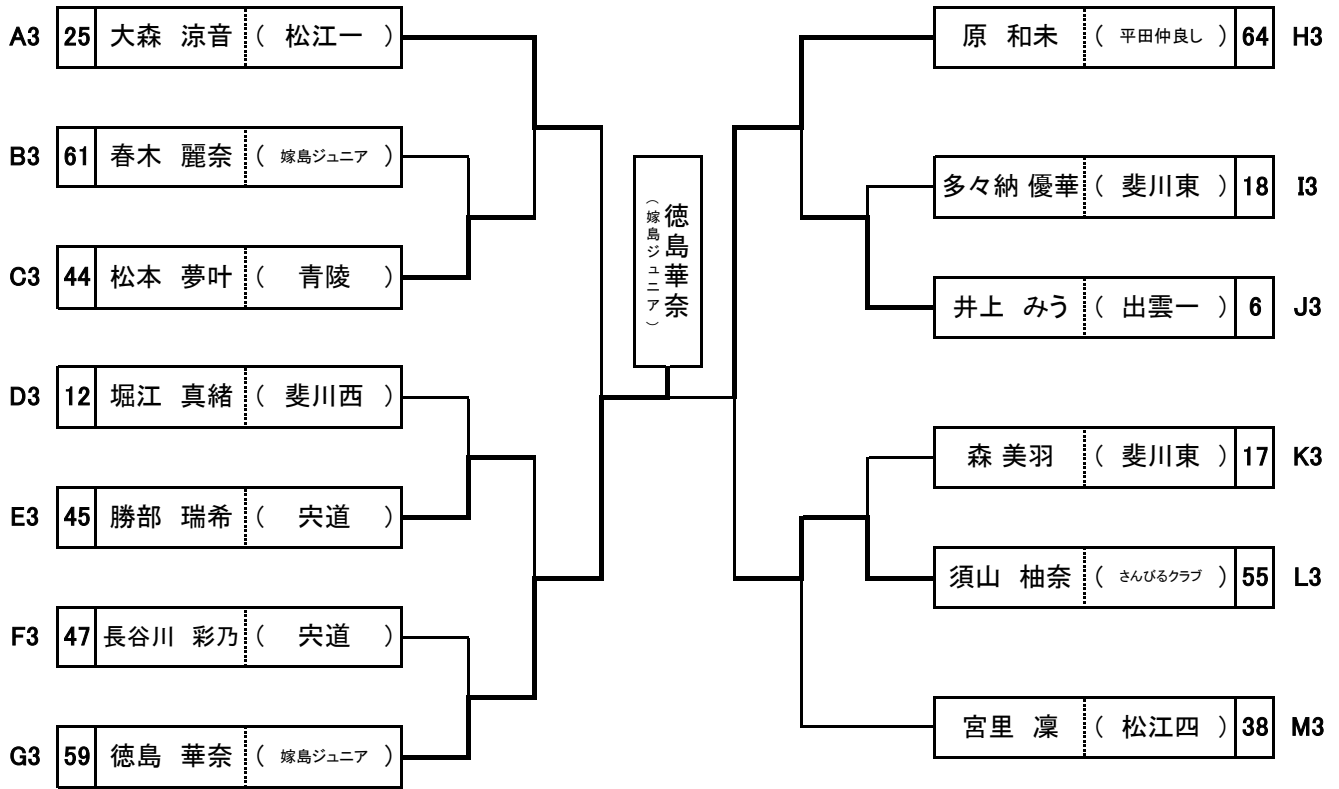 A3 25 大森 涼音 ( 松江一 )
B3 61 春木 麗奈 ( 嫁島ジュニア )
C3 44 松本 夢叶 ( 青陵 )
D3 12 堀江 真緒 ( 斐川西 )
E3 45 勝部 瑞希 ( 宍道 )
F3 47 長谷川 彩乃 ( 宍道 )
G3 59 徳島 華奈 ( 嫁島ジュニア )
徳島華奈
(嫁島ジュニア)
原 和未 ( 平田仲良し ) 64 H3
多々納 優華 ( 斐川東 ) 18 I3
井上 みう ( 出雲一 ) 6 J3
森 美羽 ( 斐川東 ) 17 K3
須山 柚奈 ( さんびるクラブ ) 55 L3
宮里 凜 ( 松江四 ) 38 M3